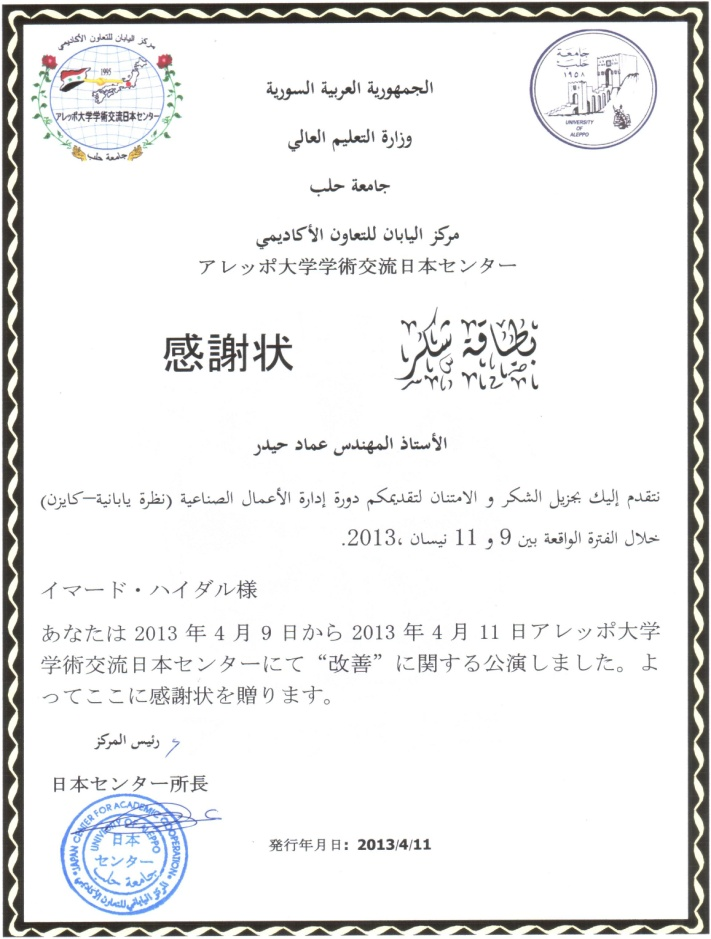 مركز اليابان للتعاون الأكاديمي
1995
アレッポ大学学術交流日本センター
جامعة حلب
جامعة
حلب
١٩٥٨
UNIVERSITY
OF
ALEPPO
الجمهورية العربية السورية
وزارة التعليم العالي
جامعة حلب
مركز اليابان للتعاون الأكاديمي
アレッポ大学学術交流日本センター
感謝状
بطاقة شكر
الأستاذ المهندس عماد حيدر
نتقدم إليك بجزيل الشكر و الامتنان لتقديمكم دورة إدارة الأعمال الصناعية (نظرة يابانية–كايزن)
خلال الفترة الواقعة بين 9 و 11 نيسان ،2013.
イマード・ハイダル様
あなたは 2013 年 4 月 9 日から 2013 年 4 月 11 日アレッポ大学
学術交流日本センターにて“改善”に関する公演しました。よ
ってここに感謝状を贈ります。
رئيس المركز
日本センター所長
JAPAN CENTER FOR ACADEMIC COOPERATION
UNIVERSITY OF ALEPPO
日本
センター
جامعة حلب
المركز الياباني للتعاون الأكاديمي
発行年月日: 2013/4/11